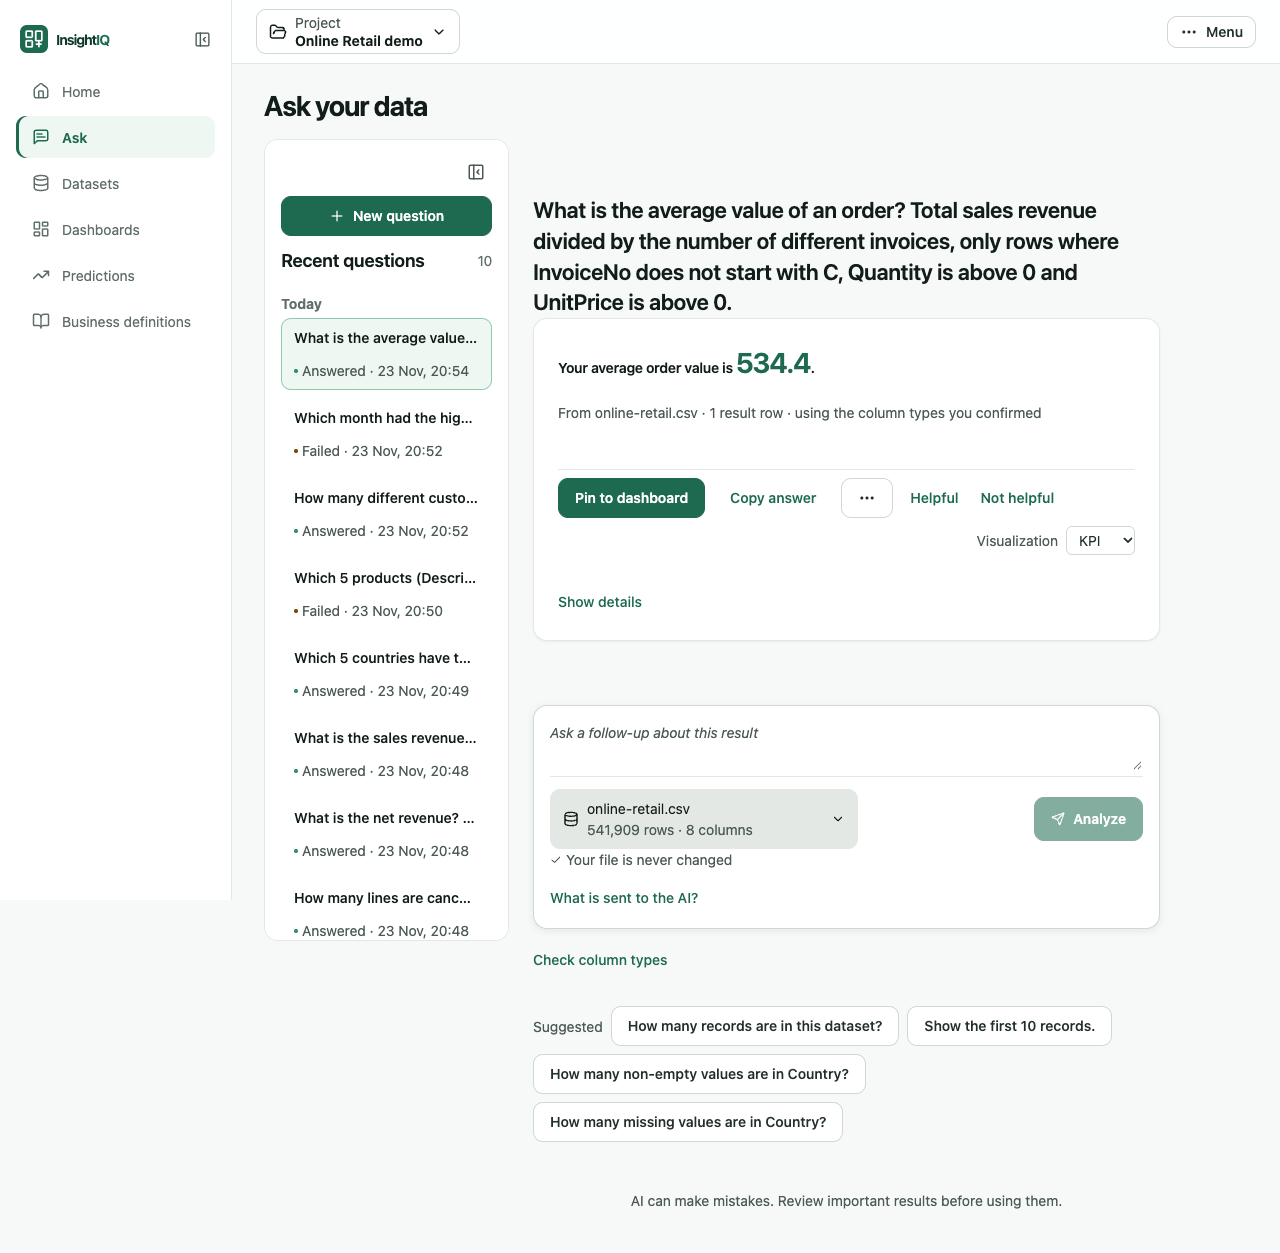 InsightIQ
Home
Ask
Datasets
Dashboards
Predictions
Business definitions
Project
Online Retail demo
Menu
Ask your data
New question
Recent questions 10
Today
What is the average value...
Answered · 23 Nov, 20:54
Which month had the hig...
Failed · 23 Nov, 20:52
How many different custo...
Answered · 23 Nov, 20:52
Which 5 products (Descri...
Failed · 23 Nov, 20:50
Which 5 countries have t...
Answered · 23 Nov, 20:49
What is the sales revenue...
Answered · 23 Nov, 20:48
What is the net revenue? ...
Answered · 23 Nov, 20:48
How many lines are canc...
Answered · 23 Nov, 20:48
What is the average value of an order? Total sales revenue
divided by the number of different invoices, only rows where
InvoiceNo does not start with C, Quantity is above 0 and
UnitPrice is above 0.
Your average order value is 534.4.
From online-retail.csv · 1 result row · using the column types you confirmed
Pin to dashboard Copy answer ... Helpful Not helpful
Visualization KPI
Show details
Ask a follow-up about this result
online-retail.csv
541,909 rows · 8 columns
Analyze
Your file is never changed
What is sent to the AI?
Check column types
Suggested How many records are in this dataset? Show the first 10 records.
How many non-empty values are in Country?
How many missing values are in Country?
AI can make mistakes. Review important results before using them.